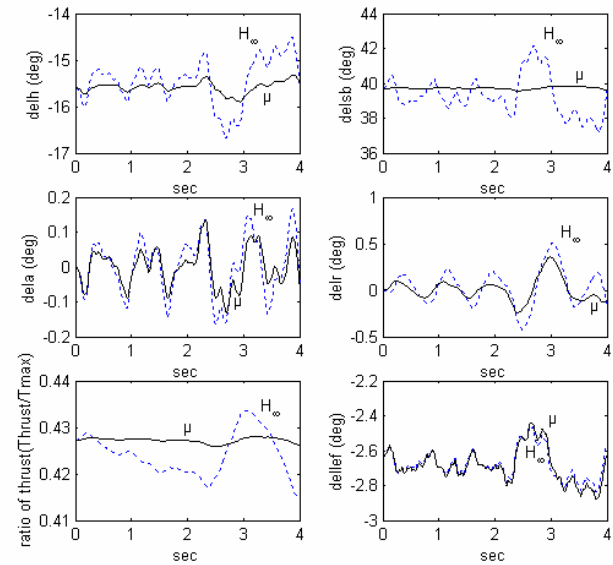 -14
-15
-16
-17
delh (deg)
H∞
μ
0 1 2 3 4
sec
42
40
38
36
delsb (deg)
H∞
μ
0 1 2 3 4
sec
0.2
0.1
0
-0.1
-0.2
dela (deg)
H∞
μ
0 1 2 3 4
sec
1
0.5
0
-0.5
delr (deg)
H∞
μ
0 1 2 3 4
sec
0.44
0.43
0.42
0.41
ratio of thrust(Thrust/Tmax)
μ
H∞
0 1 2 3 4
sec
-2.2
-2.4
-2.6
-2.8
-3
dellef (deg)
μ
H∞
0 1 2 3 4
sec